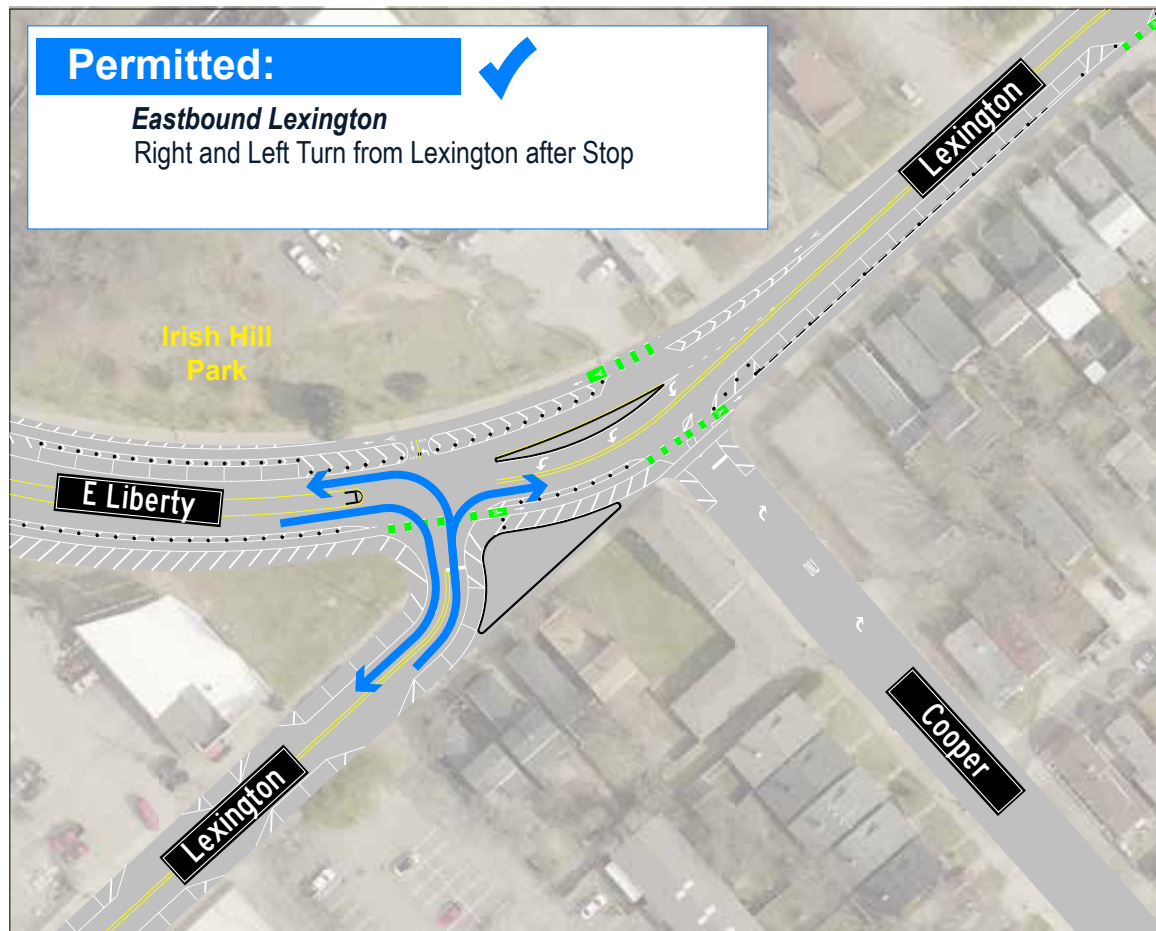 Permitted:
Eastbound Lexington
Right and Left Turn from Lexington after Stop
Lexington
Irish Hill
Park
E Liberty
Cooper
Lexington